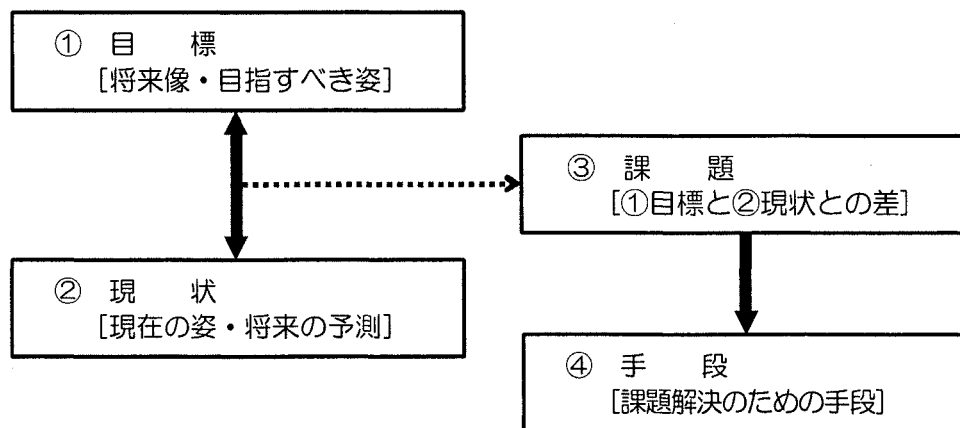 ① 目 標
[将来像・目指すべき姿]
③ 課 題
[①目標と②現状との差]
② 現 状
[現在の姿・将来の予測]
④ 手 段
[課題解決のための手段]